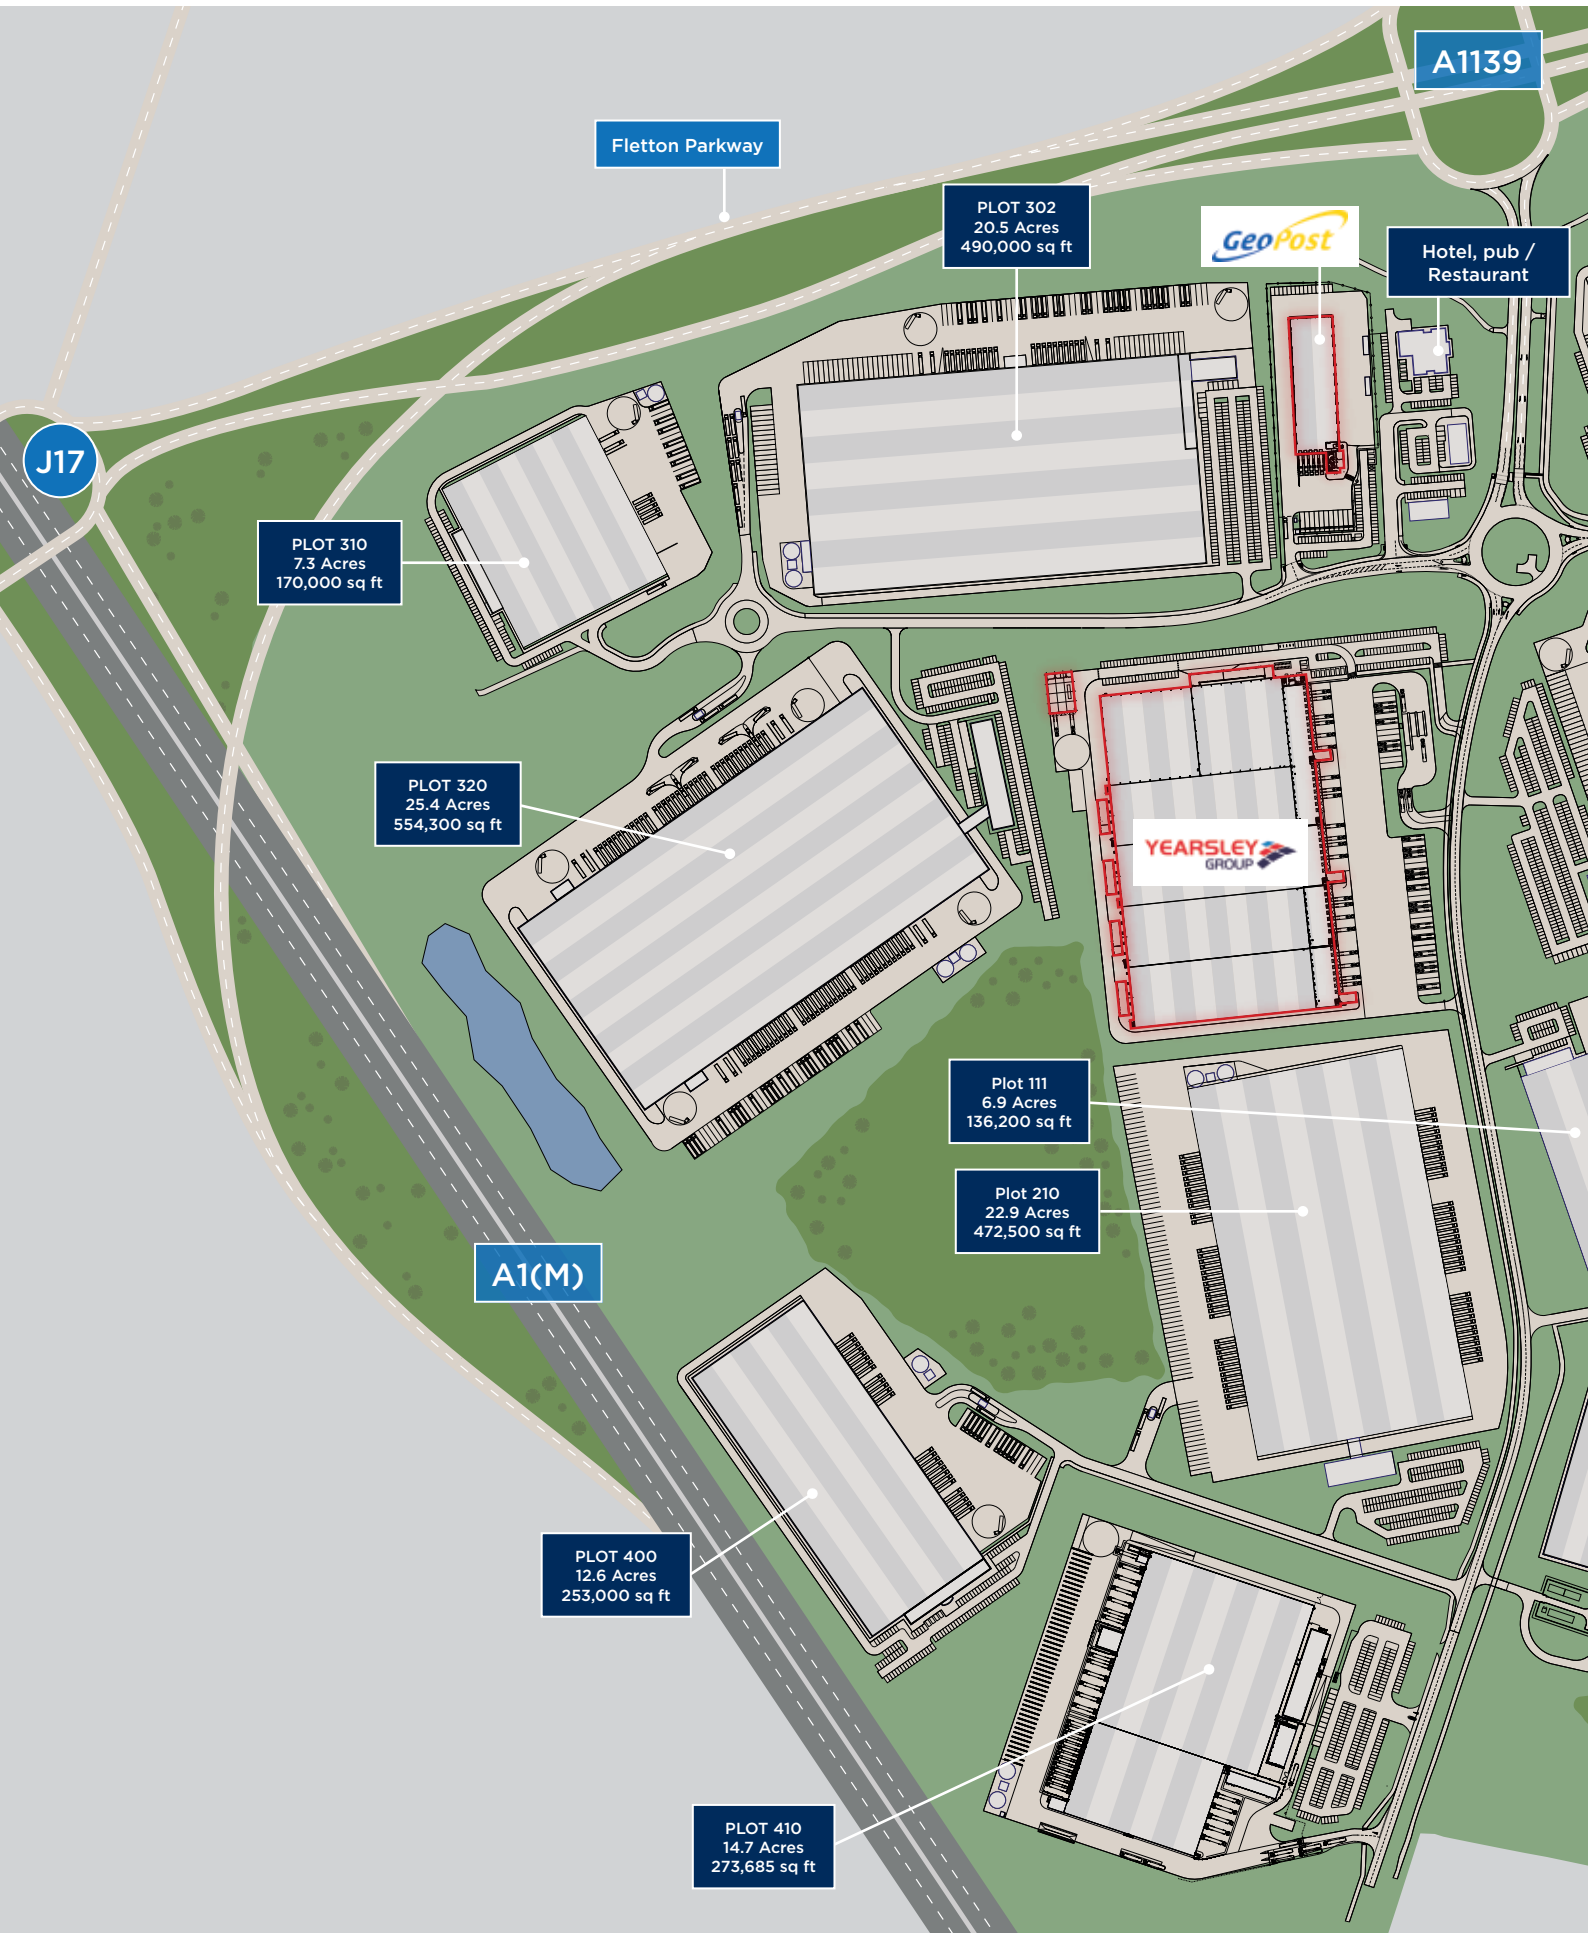 A1139
Fletton Parkway
PLOT 302
20.5 Acres
490,000 sq ft
GeoPost
Hotel, pub /
Restaurant
J17
PLOT 310
7.3 Acres
170,000 sq ft
PLOT 320
25.4 Acres
554,300 sq ft
YEARSLEY
GROUP
Plot 111
6.9 Acres
136,200 sq ft
Plot 210
22.9 Acres
472,500 sq ft
A1(M)
PLOT 400
12.6 Acres
253,000 sq ft
PLOT 410
14.7 Acres
273,685 sq ft